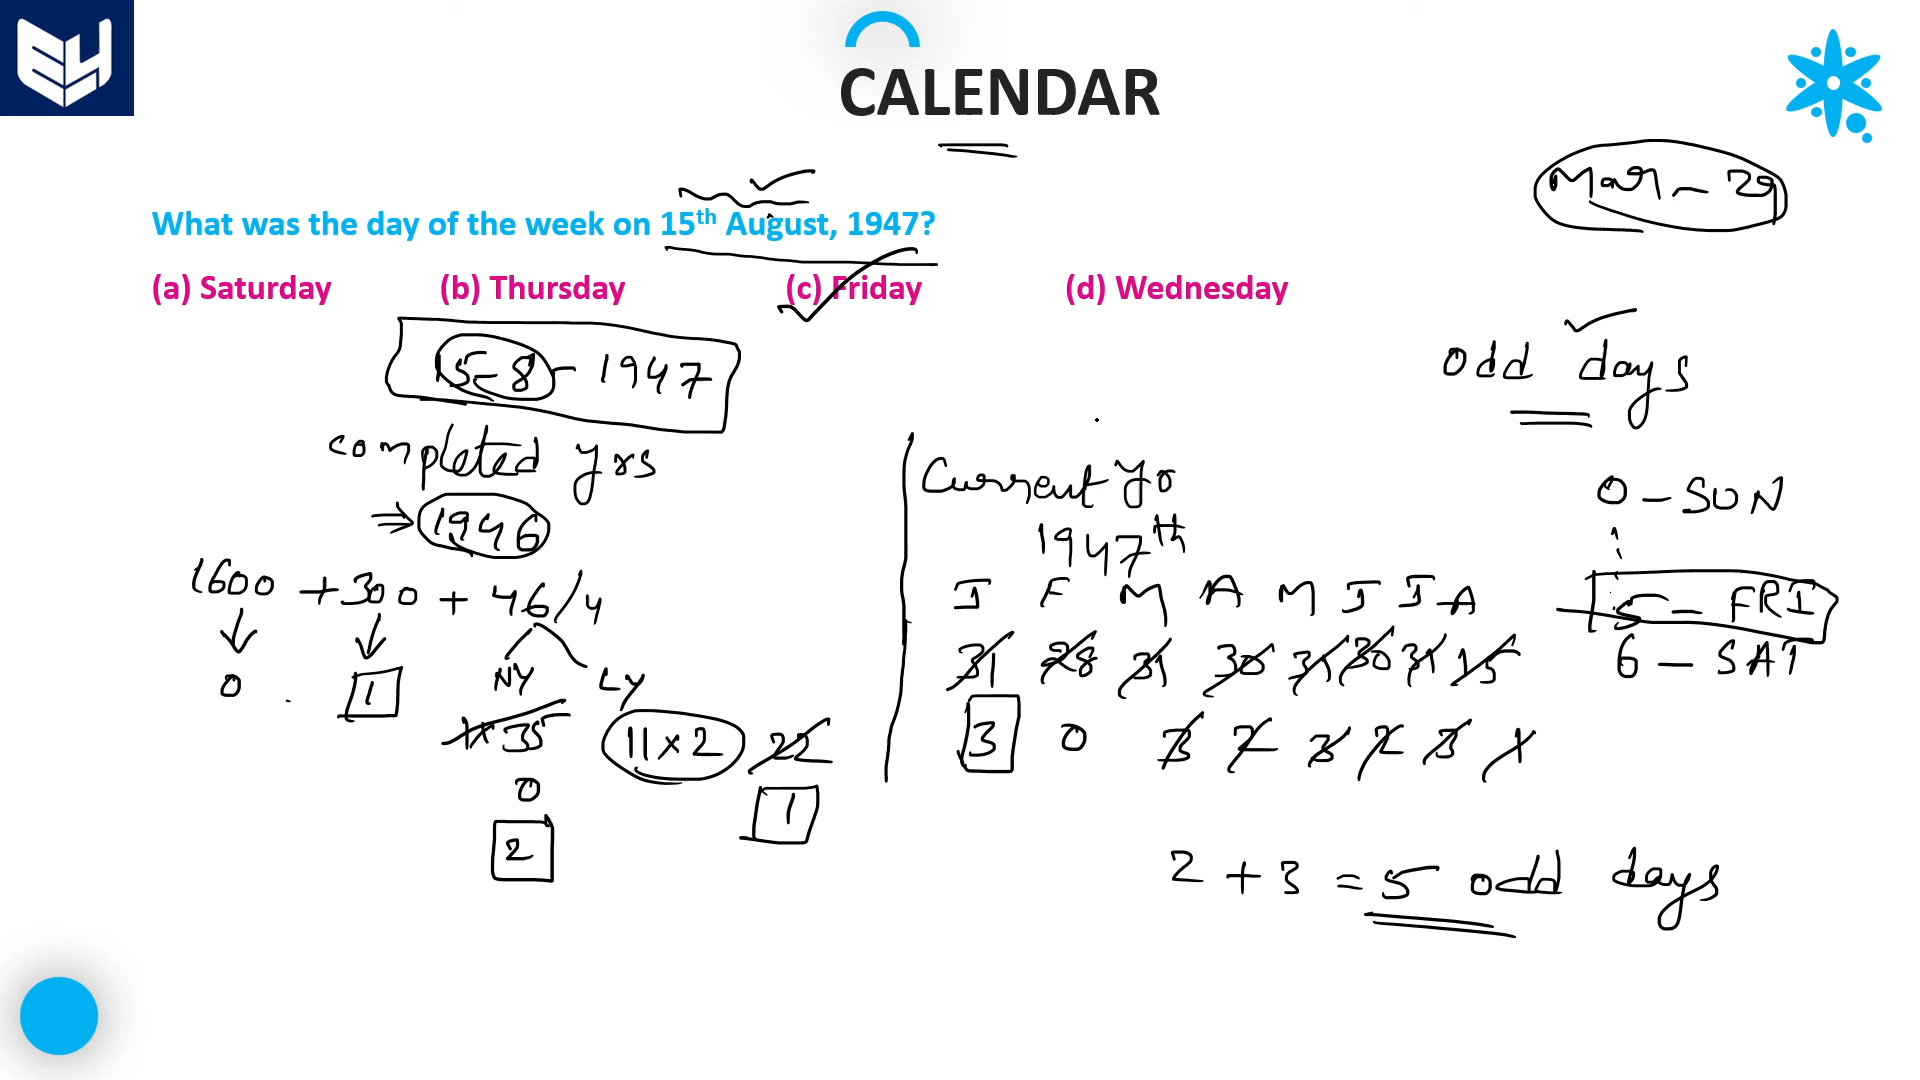 CALENDAR
Mar - 29
What was the day of the week on 15th August, 1947?
(a) Saturday (b) Thursday (c) Friday (d) Wednesday
15-8-1947
odd days
completed yrs
Current Yr
0 - SUN
⇒ 1946
1947th
1600 + 300 + 46/4
J F M A M J J A
5 - FRI
31 28 31 30 31 30 31 15
6 - SAT
0 1 NY LY
1x35 11x2 22
3 0 3 2 3 2 3 1
0
1
2
2 + 3 = 5 odd days